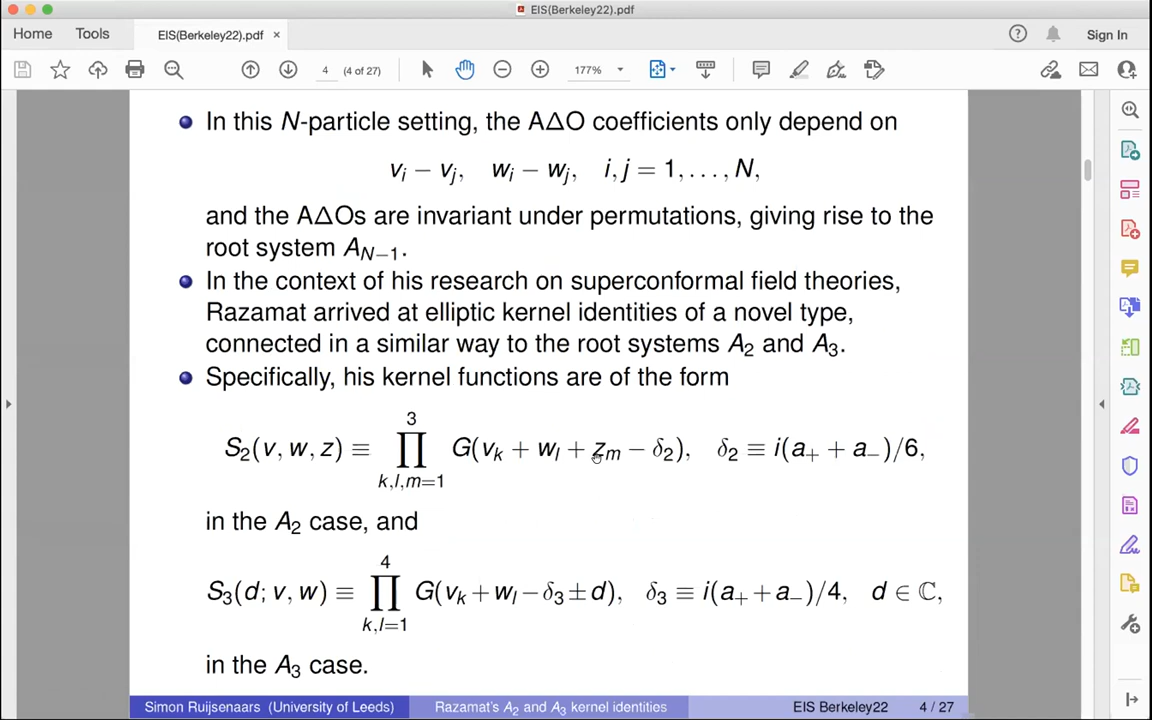 EIS(Berkeley22).pdf
Home Tools EIS(Berkeley22).pdf × Sign In
4 (4 of 27) 177%
In this N-particle setting, the AΔO coefficients only depend on
v_i − v_j, w_i − w_j, i, j = 1, . . . , N,
and the AΔOs are invariant under permutations, giving rise to the
root system A_{N−1}.
In the context of his research on superconformal field theories,
Razamat arrived at elliptic kernel identities of a novel type,
connected in a similar way to the root systems A_2 and A_3.
Specifically, his kernel functions are of the form
S_2(v, w, z) ≡ ∏_{k,l,m=1}^{3} G(v_k + w_l + z_m − δ_2), δ_2 ≡ i(a_+ + a_−)/6,
in the A_2 case, and
S_3(d; v, w) ≡ ∏_{k,l=1}^{4} G(v_k + w_l − δ_3 ± d), δ_3 ≡ i(a_+ + a_−)/4, d ∈ ℂ,
in the A_3 case.
Simon Ruijsenaars (University of Leeds) Razamat's A_2 and A_3 kernel identities EIS Berkeley22 4 / 27